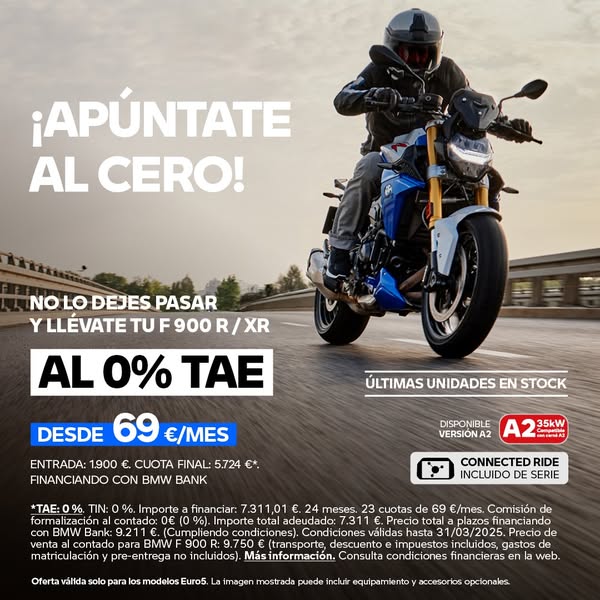 ¡APÚNTATE
AL CERO!
NO LO DEJES PASAR
Y LLÉVATE TU F 900 R / XR
AL 0% TAE
ÚLTIMAS UNIDADES EN STOCK
DESDE 69 €/MES
DISPONIBLE
VERSIÓN A2
A2 35kW
Compatible
con carné A2
ENTRADA: 1.900 €. CUOTA FINAL: 5.724 €*.
FINANCIANDO CON BMW BANK
CONNECTED RIDE
INCLUIDO DE SERIE
*TAE: 0 %. TIN: 0 %. Importe a financiar: 7.311,01 €. 24 meses. 23 cuotas de 69 €/mes. Comisión de
formalización al contado: 0€ (0 %). Importe total adeudado: 7.311 €. Precio total a plazos financiando
con BMW Bank: 9.211 €. (Cumpliendo condiciones). Condiciones válidas hasta 31/03/2025. Precio de
venta al contado para BMW F 900 R: 9.750 € (transporte, descuento e impuestos incluidos, gastos de
matriculación y pre-entrega no incluidos). Más información. Consulta condiciones financieras en la web.
Oferta válida solo para los modelos Euro5. La imagen mostrada puede incluir equipamiento y accesorios opcionales.